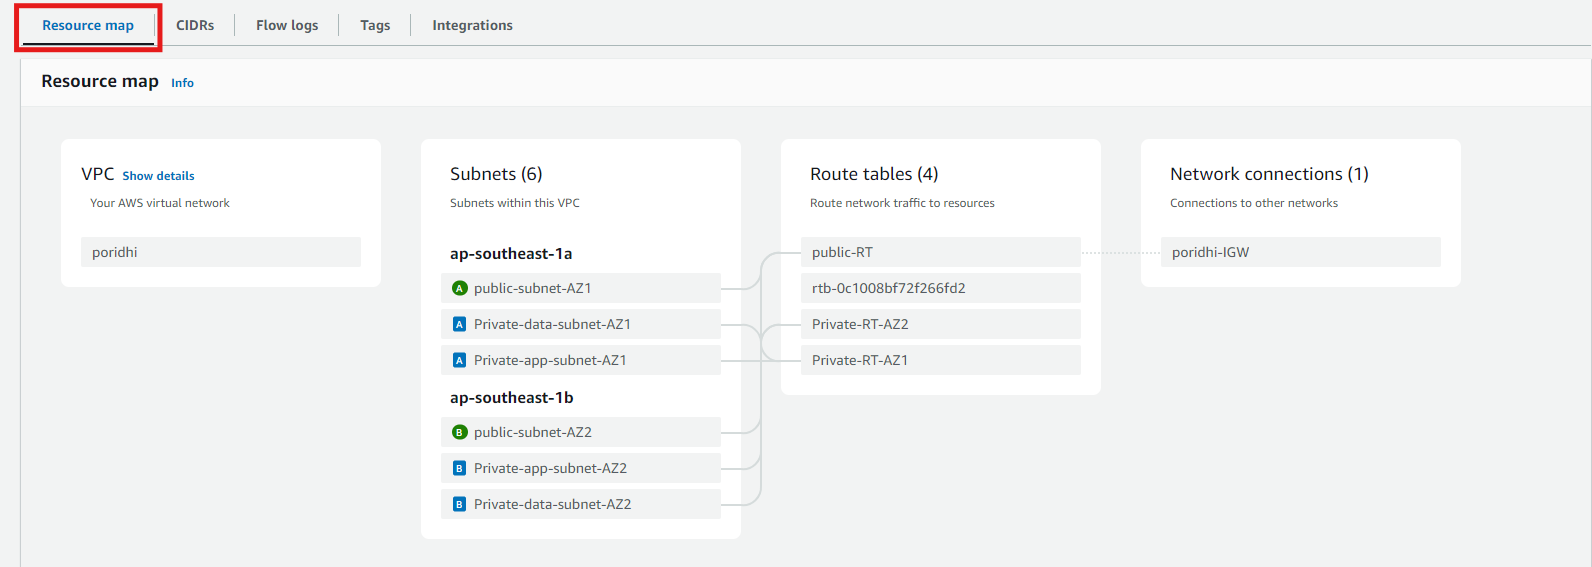 Resource map CIDRs Flow logs Tags Integrations
Resource map Info
VPC Show details
Your AWS virtual network
poridhi
Subnets (6)
Subnets within this VPC
ap-southeast-1a
A public-subnet-AZ1
A Private-data-subnet-AZ1
A Private-app-subnet-AZ1
ap-southeast-1b
B public-subnet-AZ2
B Private-app-subnet-AZ2
B Private-data-subnet-AZ2
Route tables (4)
Route network traffic to resources
public-RT
rtb-0c1008bf72f266fd2
Private-RT-AZ2
Private-RT-AZ1
Network connections (1)
Connections to other networks
poridhi-IGW